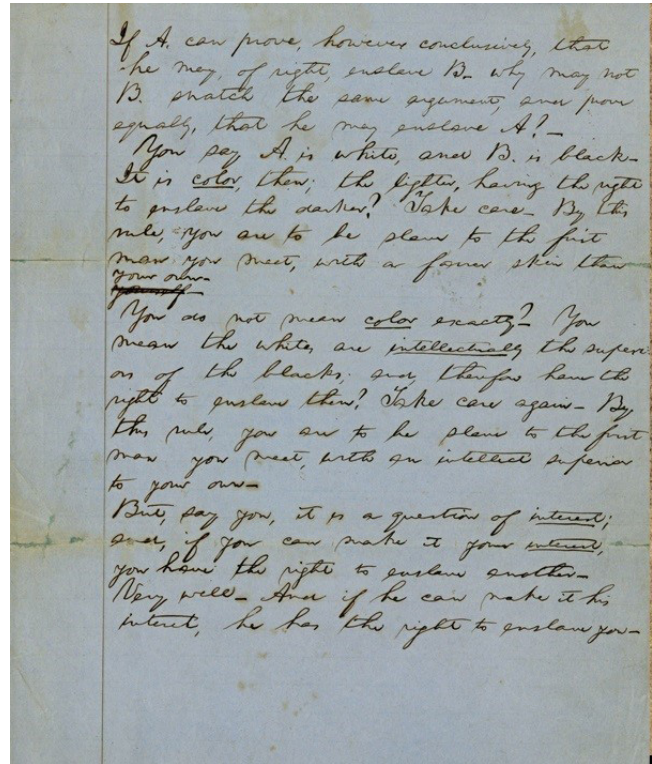 If A. can prove, however conclusively, that
he may, of right, enslave B. why may not
B. snatch the same argument, and prove
equally, that he may enslave A?—
You say A. is white, and B. is black—
It is color, then; the lighter, having the right
to enslave the darker? Take care— By this
rule, you are to be slave to the first
man you meet, with a fairer skin than
your own—
yourself
You do not mean color exactly?— You
mean the whites are intellectually the superi-
ors of the blacks; and, therefore have the
right to enslave them? Take care again— By
this rule, you are to be slave to the first
man you meet, with an intellect superior
to your own—
But, say you, it is a question of interest;
and, if you can make it your interest,
you have the right to enslave another—
Very well— And if he can make it his
interest, he has the right to enslave you—